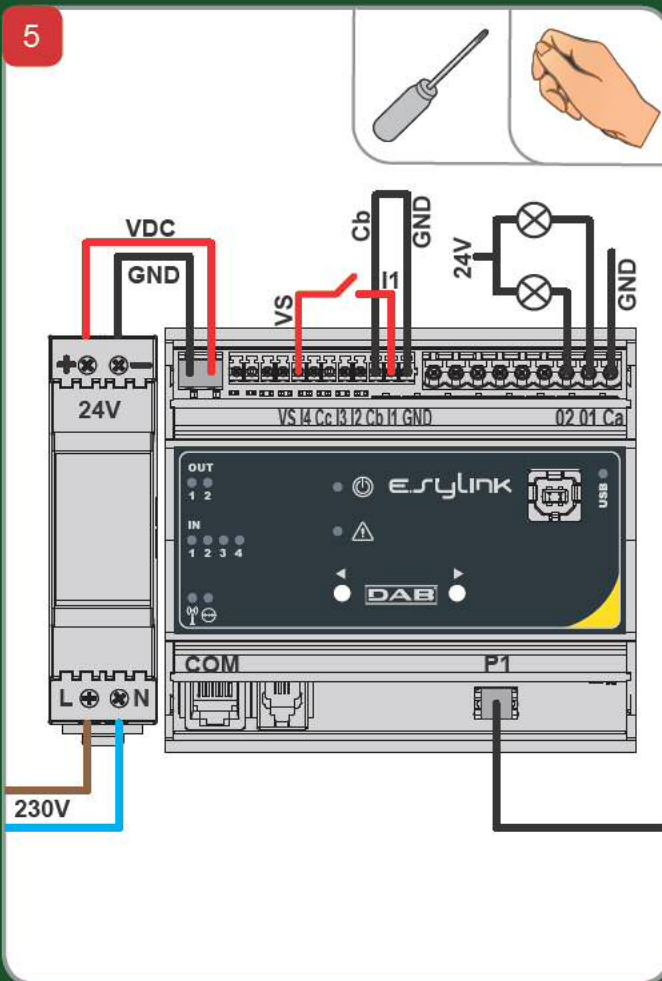 5
VDC
GND
VS
Cb
I1
GND
24V
GND
24V
VS I4 Cc I3 I2 Cb I1 GND
02 01 Ca
OUT
1 2
IN
1 2 3 4
E.sylink
USB
DAB
COM
P1
L N
230V